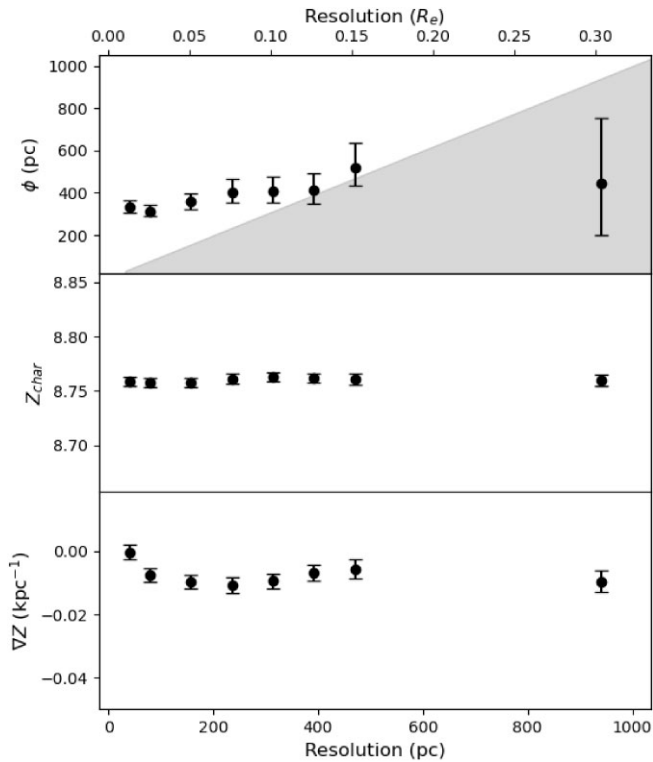 Resolution ($R_e$)
0.00 0.05 0.10 0.15 0.20 0.25 0.30
1000
800
600
400
200
ϕ (pc)
8.85
8.80
8.75
8.70
$Z_{char}$
0.00
−0.02
−0.04
∇Z (kpc⁻¹)
0 200 400 600 800 1000
Resolution (pc)